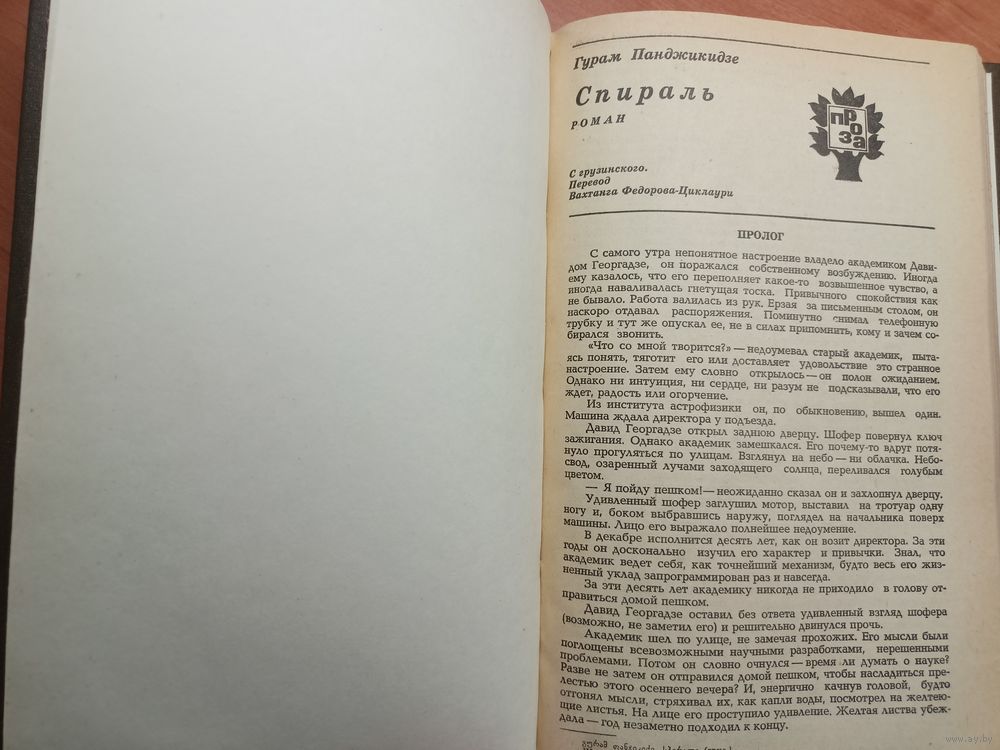 Гурам Панджикидзе
Спираль
РОМАН
про
за
С грузинского.
Перевод
Вахтанга Федорова-Циклаури
ПРОЛОГ
С самого утра непонятное настроение владело академиком Дави-
дом Георгадзе, он поражался собственному возбуждению. Иногда
ему казалось, что его переполняет какое-то возвышенное чувство, а
иногда наваливалась гнетущая тоска. Привычного спокойствия как
не бывало. Работа валилась из рук. Ерзая за письменным столом, он
наскоро отдавал распоряжения. Поминутно снимал телефонную
трубку и тут же опускал ее, не в силах припомнить, кому и зачем со-
бирался звонить.
«Что со мной творится?» — недоумевал старый академик, пыта-
ясь понять, тяготит его или доставляет удовольствие это странное
настроение. Затем ему словно открылось — он полон ожиданием.
Однако ни интуиция, ни сердце, ни разум не подсказывали, что его
ждет, радость или огорчение.
Из института астрофизики он, по обыкновению, вышел один.
Машина ждала директора у подъезда.
Давид Георгадзе открыл заднюю дверцу. Шофер повернул ключ
зажигания. Однако академик замешкался. Его почему-то вдруг потя-
нуло прогуляться по улицам. Взглянул на небо — ни облачка. Небо-
свод, озаренный лучами заходящего солнца, переливался голубым
цветом.
— Я пойду пешком! — неожиданно сказал он и захлопнул дверцу.
Удивленный шофер заглушил мотор, выставил на тротуар одну
ногу и, боком выбравшись наружу, поглядел на начальника поверх
машины. Лицо его выражало полнейшее недоумение.
В декабре исполнится десять лет, как он возит директора. За эти
годы он досконально изучил его характер и привычки. Знал, что
академик ведет себя, как точнейший механизм, будто весь его жиз-
ненный уклад запрограммирован раз и навсегда.
За эти десять лет академику никогда не приходило в голову от-
правиться домой пешком.
Давид Георгадзе оставил без ответа удивленный взгляд шофера
(возможно, не заметил его) и решительно двинулся прочь.
Академик шел по улице, не замечая прохожих. Его мысли были
поглощены всевозможными научными разработками, нерешенными
проблемами. Потом он словно очнулся — время ли думать о науке?
Разве не затем он отправился домой пешком, чтобы насладиться пре-
лестью этого осеннего вечера? И, энергично качнув головой, будто
отгонял мысли, стряхивал их, как капли воды, посмотрел на желтею-
щие листья. На лице его проступило удивление. Желтая листва убеж-
дала — год незаметно подходил к концу.
www.ay.by